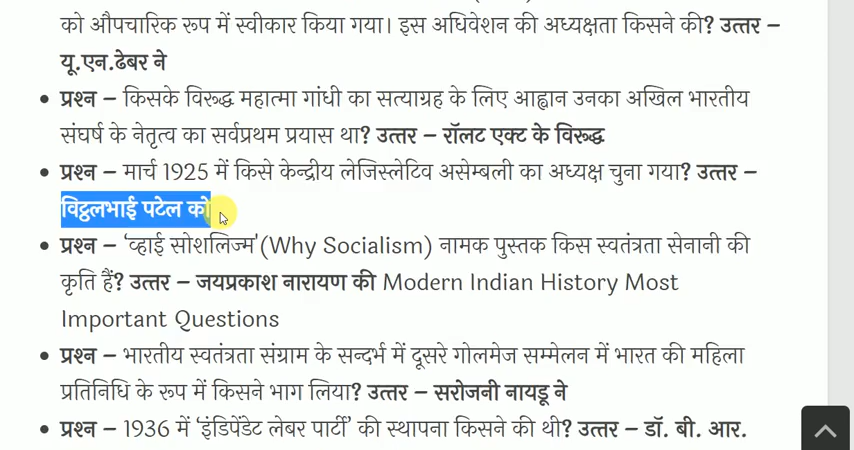 को औपचारिक रूप में स्वीकार किया गया। इस अधिवेशन की अध्यक्षता किसने की? उत्तर –
यू.एन.ढेबर ने
प्रश्न – किसके विरूद्ध महात्मा गांधी का सत्याग्रह के लिए आह्वान उनका अखिल भारतीय
संघर्ष के नेतृत्व का सर्वप्रथम प्रयास था? उत्तर – रॉलट एक्ट के विरूद्ध
प्रश्न – मार्च 1925 में किसे केन्द्रीय लेजिस्लेटिव असेम्बली का अध्यक्ष चुना गया? उत्तर –
विट्ठलभाई पटेल को
प्रश्न – 'व्हाई सोशलिज्म'(Why Socialism) नामक पुस्तक किस स्वतंत्रता सेनानी की
कृति हैं? उत्तर – जयप्रकाश नारायण की Modern Indian History Most
Important Questions
प्रश्न – भारतीय स्वतंत्रता संग्राम के सन्दर्भ में दूसरे गोलमेज सम्मेलन में भारत की महिला
प्रतिनिधि के रूप में किसने भाग लिया? उत्तर – सरोजनी नायडू ने
प्रश्न – 1936 में 'इंडिपेंडेट लेबर पार्टी' की स्थापना किसने की थी? उत्तर – डॉ. बी. आर.